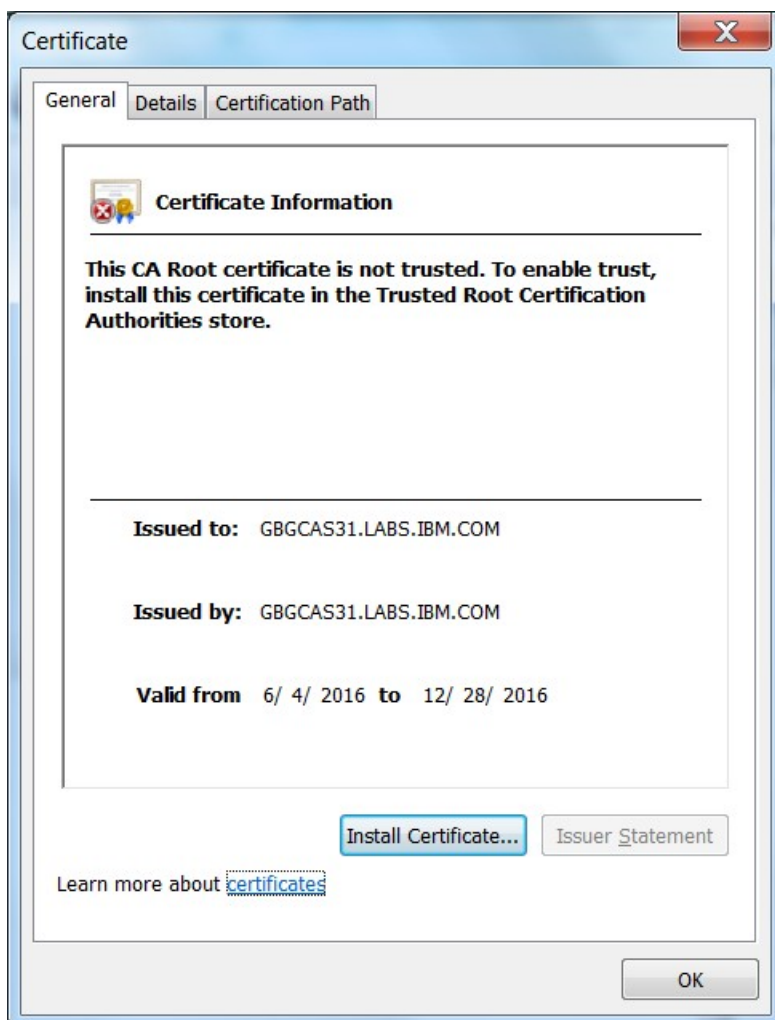 Certificate
General Details Certification Path
Certificate Information
This CA Root certificate is not trusted. To enable trust,
install this certificate in the Trusted Root Certification
Authorities store.
Issued to: GBGCAS31.LABS.IBM.COM
Issued by: GBGCAS31.LABS.IBM.COM
Valid from 6/ 4/ 2016 to 12/ 28/ 2016
Install Certificate... Issuer Statement
Learn more about certificates
OK